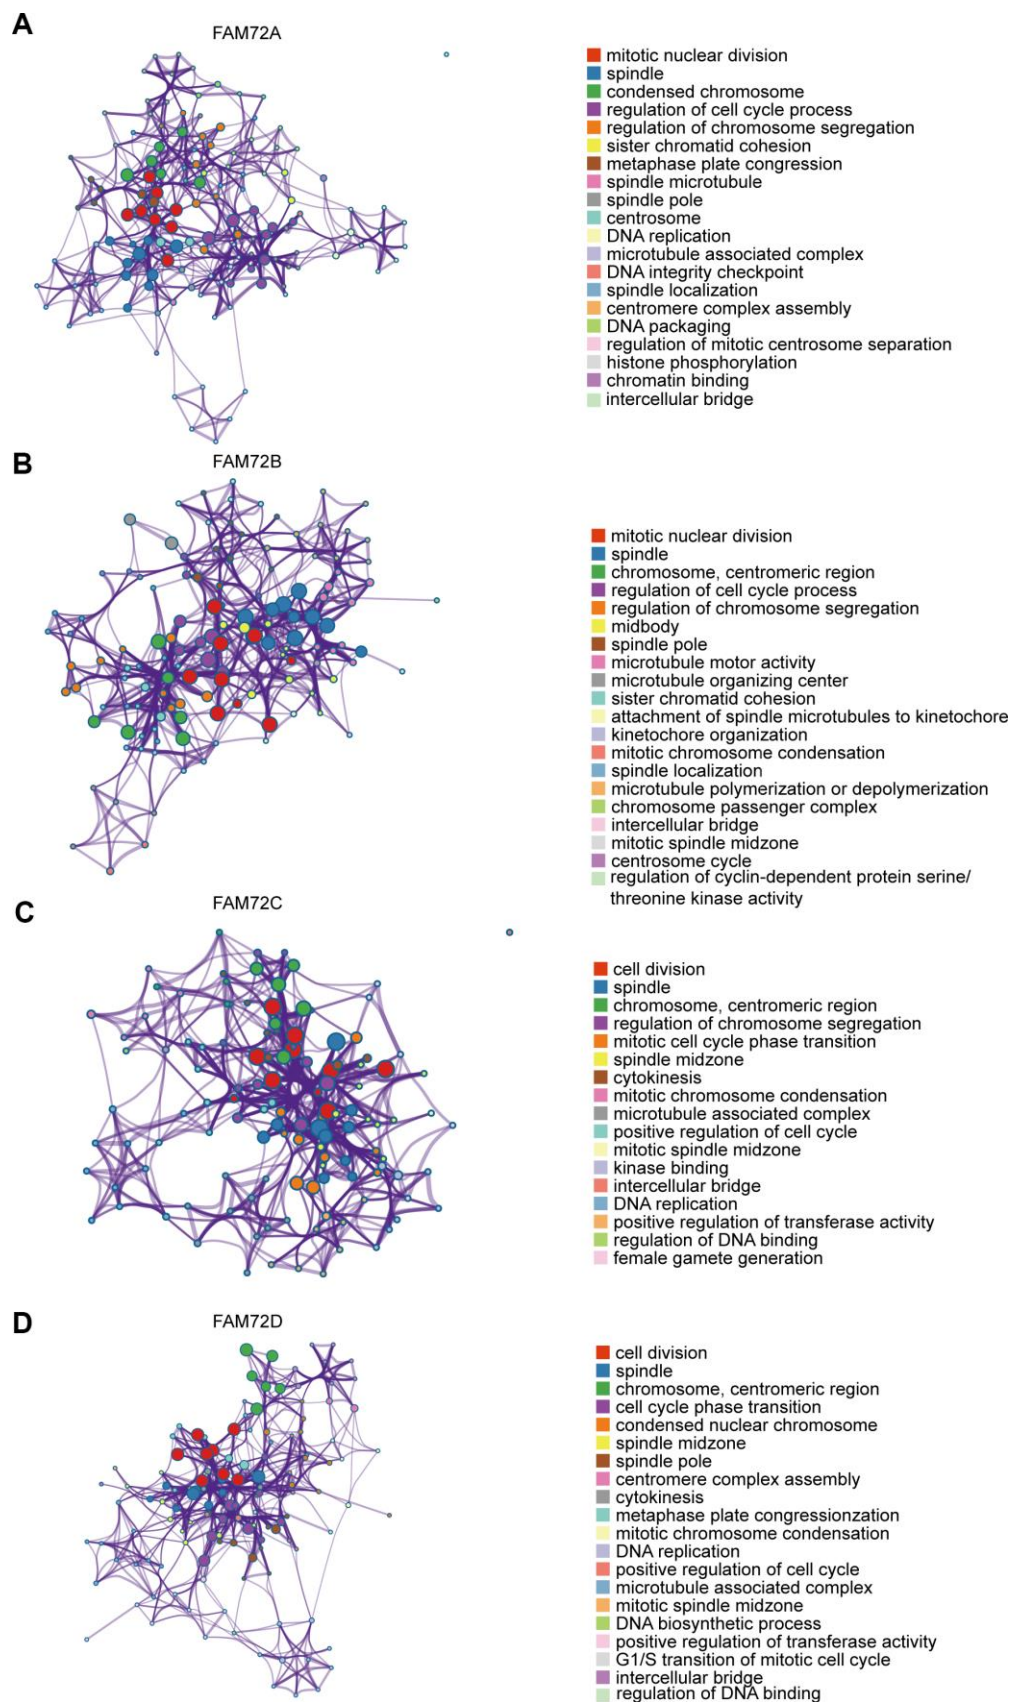 A
FAM72A
mitotic nuclear division
spindle
condensed chromosome
regulation of cell cycle process
regulation of chromosome segregation
sister chromatid cohesion
metaphase plate congression
spindle microtubule
spindle pole
centrosome
DNA replication
microtubule associated complex
DNA integrity checkpoint
spindle localization
centromere complex assembly
DNA packaging
regulation of mitotic centrosome separation
histone phosphorylation
chromatin binding
intercellular bridge
B
FAM72B
mitotic nuclear division
spindle
chromosome, centromeric region
regulation of cell cycle process
regulation of chromosome segregation
midbody
spindle pole
microtubule motor activity
microtubule organizing center
sister chromatid cohesion
attachment of spindle microtubules to kinetochore
kinetochore organization
mitotic chromosome condensation
spindle localization
microtubule polymerization or depolymerization
chromosome passenger complex
intercellular bridge
mitotic spindle midzone
centrosome cycle
regulation of cyclin-dependent protein serine/
threonine kinase activity
C
FAM72C
cell division
spindle
chromosome, centromeric region
regulation of chromosome segregation
mitotic cell cycle phase transition
spindle midzone
cytokinesis
mitotic chromosome condensation
microtubule associated complex
positive regulation of cell cycle
mitotic spindle midzone
kinase binding
intercellular bridge
DNA replication
positive regulation of transferase activity
regulation of DNA binding
female gamete generation
D
FAM72D
cell division
spindle
chromosome, centromeric region
cell cycle phase transition
condensed nuclear chromosome
spindle midzone
spindle pole
centromere complex assembly
cytokinesis
metaphase plate congressionzation
mitotic chromosome condensation
DNA replication
positive regulation of cell cycle
microtubule associated complex
mitotic spindle midzone
DNA biosynthetic process
positive regulation of transferase activity
G1/S transition of mitotic cell cycle
intercellular bridge
regulation of DNA binding